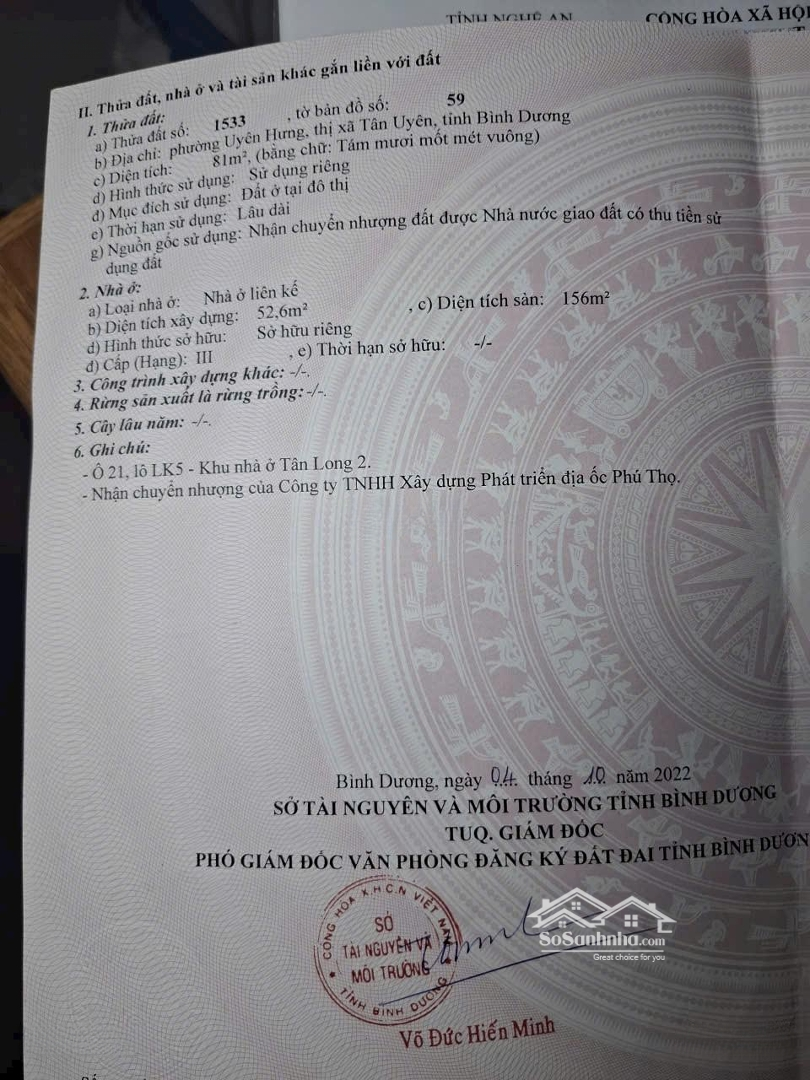 TỈNH NGHỆ AN
CỘNG HÒA XÃ HỘI
II. Thửa đất, nhà ở và tài sản khác gắn liền với đất
1. Thửa đất:
a) Thửa đất số: 1533 , tờ bản đồ số: 59
b) Địa chỉ: phường Uyên Hưng, thị xã Tân Uyên, tỉnh Bình Dương
c) Diện tích: 81m², (bằng chữ: Tám mươi mốt mét vuông)
d) Hình thức sử dụng: Sử dụng riêng
đ) Mục đích sử dụng: Đất ở tại đô thị
e) Thời hạn sử dụng: Lâu dài
g) Nguồn gốc sử dụng: Nhận chuyển nhượng đất được Nhà nước giao đất có thu tiền sử
dụng đất
2. Nhà ở:
a) Loại nhà ở: Nhà ở liên kế
b) Diện tích xây dựng: 52,6m² , c) Diện tích sàn: 156m²
d) Hình thức sở hữu: Sở hữu riêng
đ) Cấp (Hạng): III , e) Thời hạn sở hữu: -/-
3. Công trình xây dựng khác: -/-.
4. Rừng sản xuất là rừng trồng: -/-.
5. Cây lâu năm: -/-.
6. Ghi chú:
- Ô 21, lô LK5 - Khu nhà ở Tân Long 2.
- Nhận chuyển nhượng của Công ty TNHH Xây dựng Phát triển địa ốc Phú Thọ.
Bình Dương, ngày 04 tháng 10 năm 2022
SỞ TÀI NGUYÊN VÀ MÔI TRƯỜNG TỈNH BÌNH DƯƠNG
TUQ. GIÁM ĐỐC
PHÓ GIÁM ĐỐC VĂN PHÒNG ĐĂNG KÝ ĐẤT ĐAI TỈNH BÌNH DƯƠN
CỘNG HÒA X.H.C.N VIỆT NAM
SỞ
TÀI NGUYÊN VÀ
MÔI TRƯỜNG
TỈNH BÌNH DƯƠNG
SoSanhnha.com
Great choice for you
Võ Đức Hiến Minh